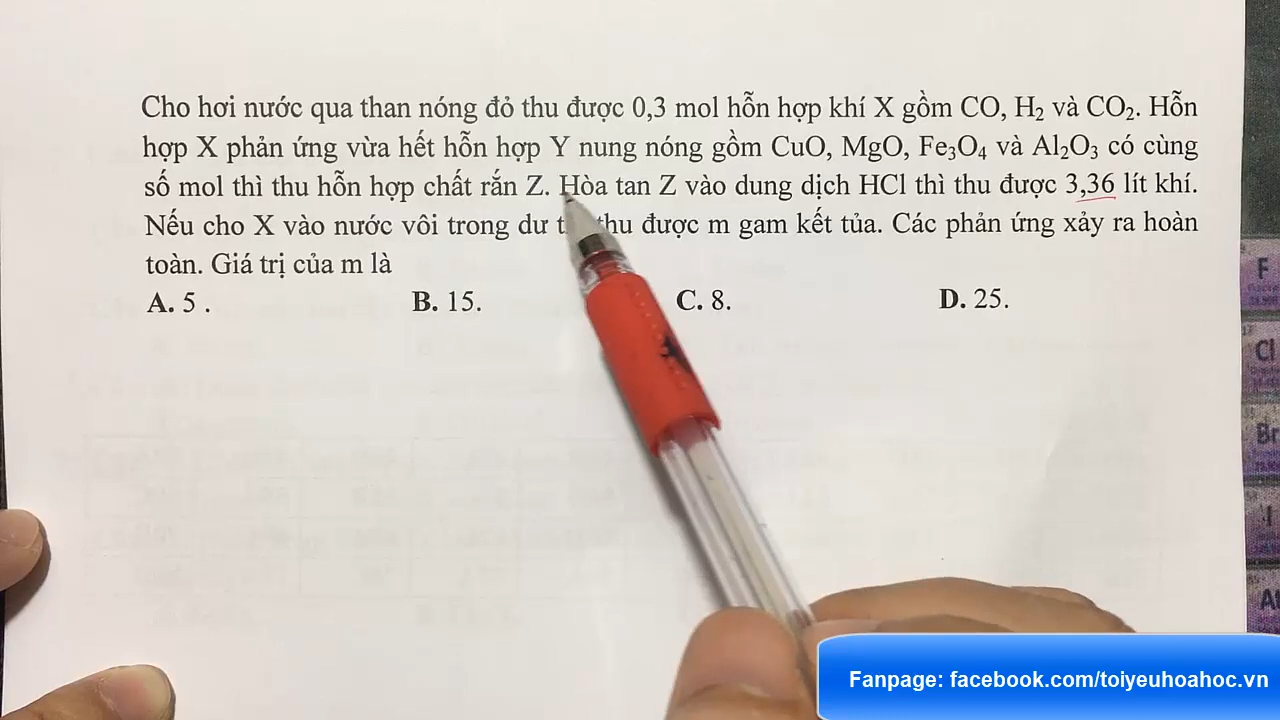 Cho hơi nước qua than nóng đỏ thu được 0,3 mol hỗn hợp khí X gồm CO, H₂ và CO₂. Hỗn
hợp X phản ứng vừa hết hỗn hợp Y nung nóng gồm CuO, MgO, Fe₃O₄ và Al₂O₃ có cùng
số mol thì thu hỗn hợp chất rắn Z. Hòa tan Z vào dung dịch HCl thì thu được 3,36 lít khí.
Nếu cho X vào nước vôi trong dư thu được m gam kết tủa. Các phản ứng xảy ra hoàn
toàn. Giá trị của m là
A. 5 . B. 15. C. 8. D. 25.
F
Cl
Br
I
Fanpage: facebook.com/toiyeuhoahoc.vn